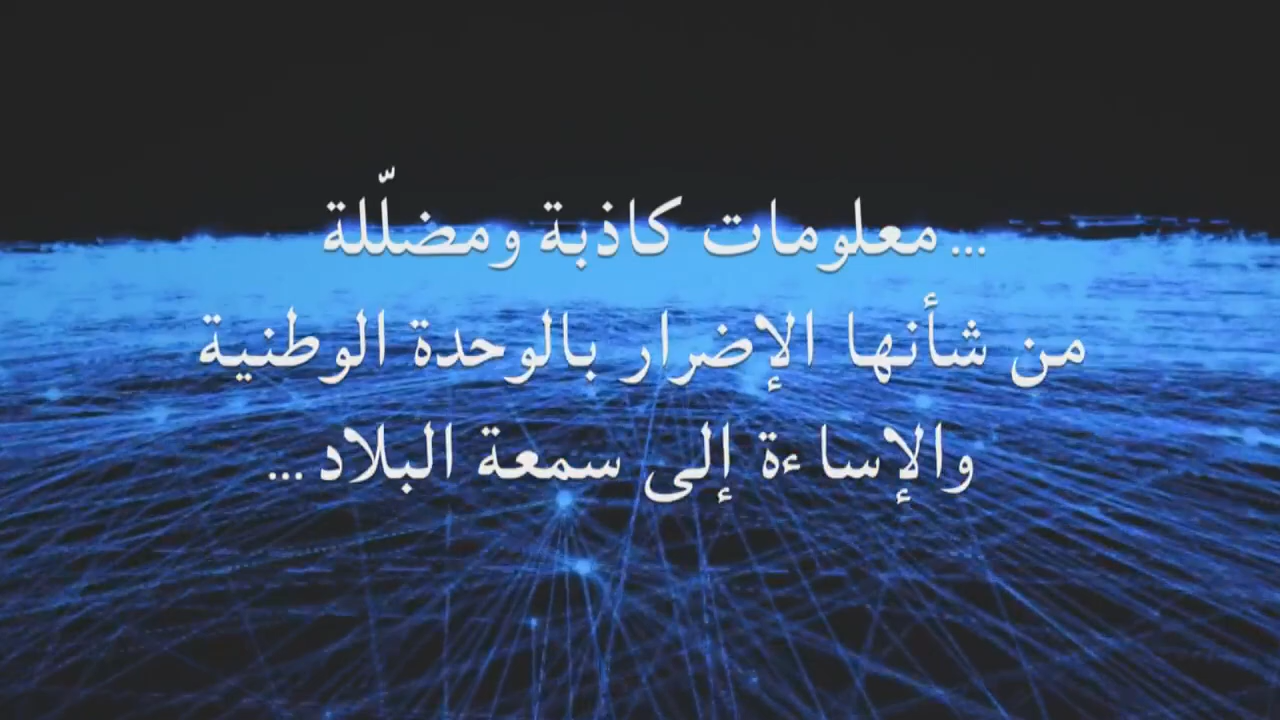 ... معلومات كاذبة ومضلّلة
من شأنها الإضرار بالوحدة الوطنية
والإساءة إلى سمعة البلاد ...